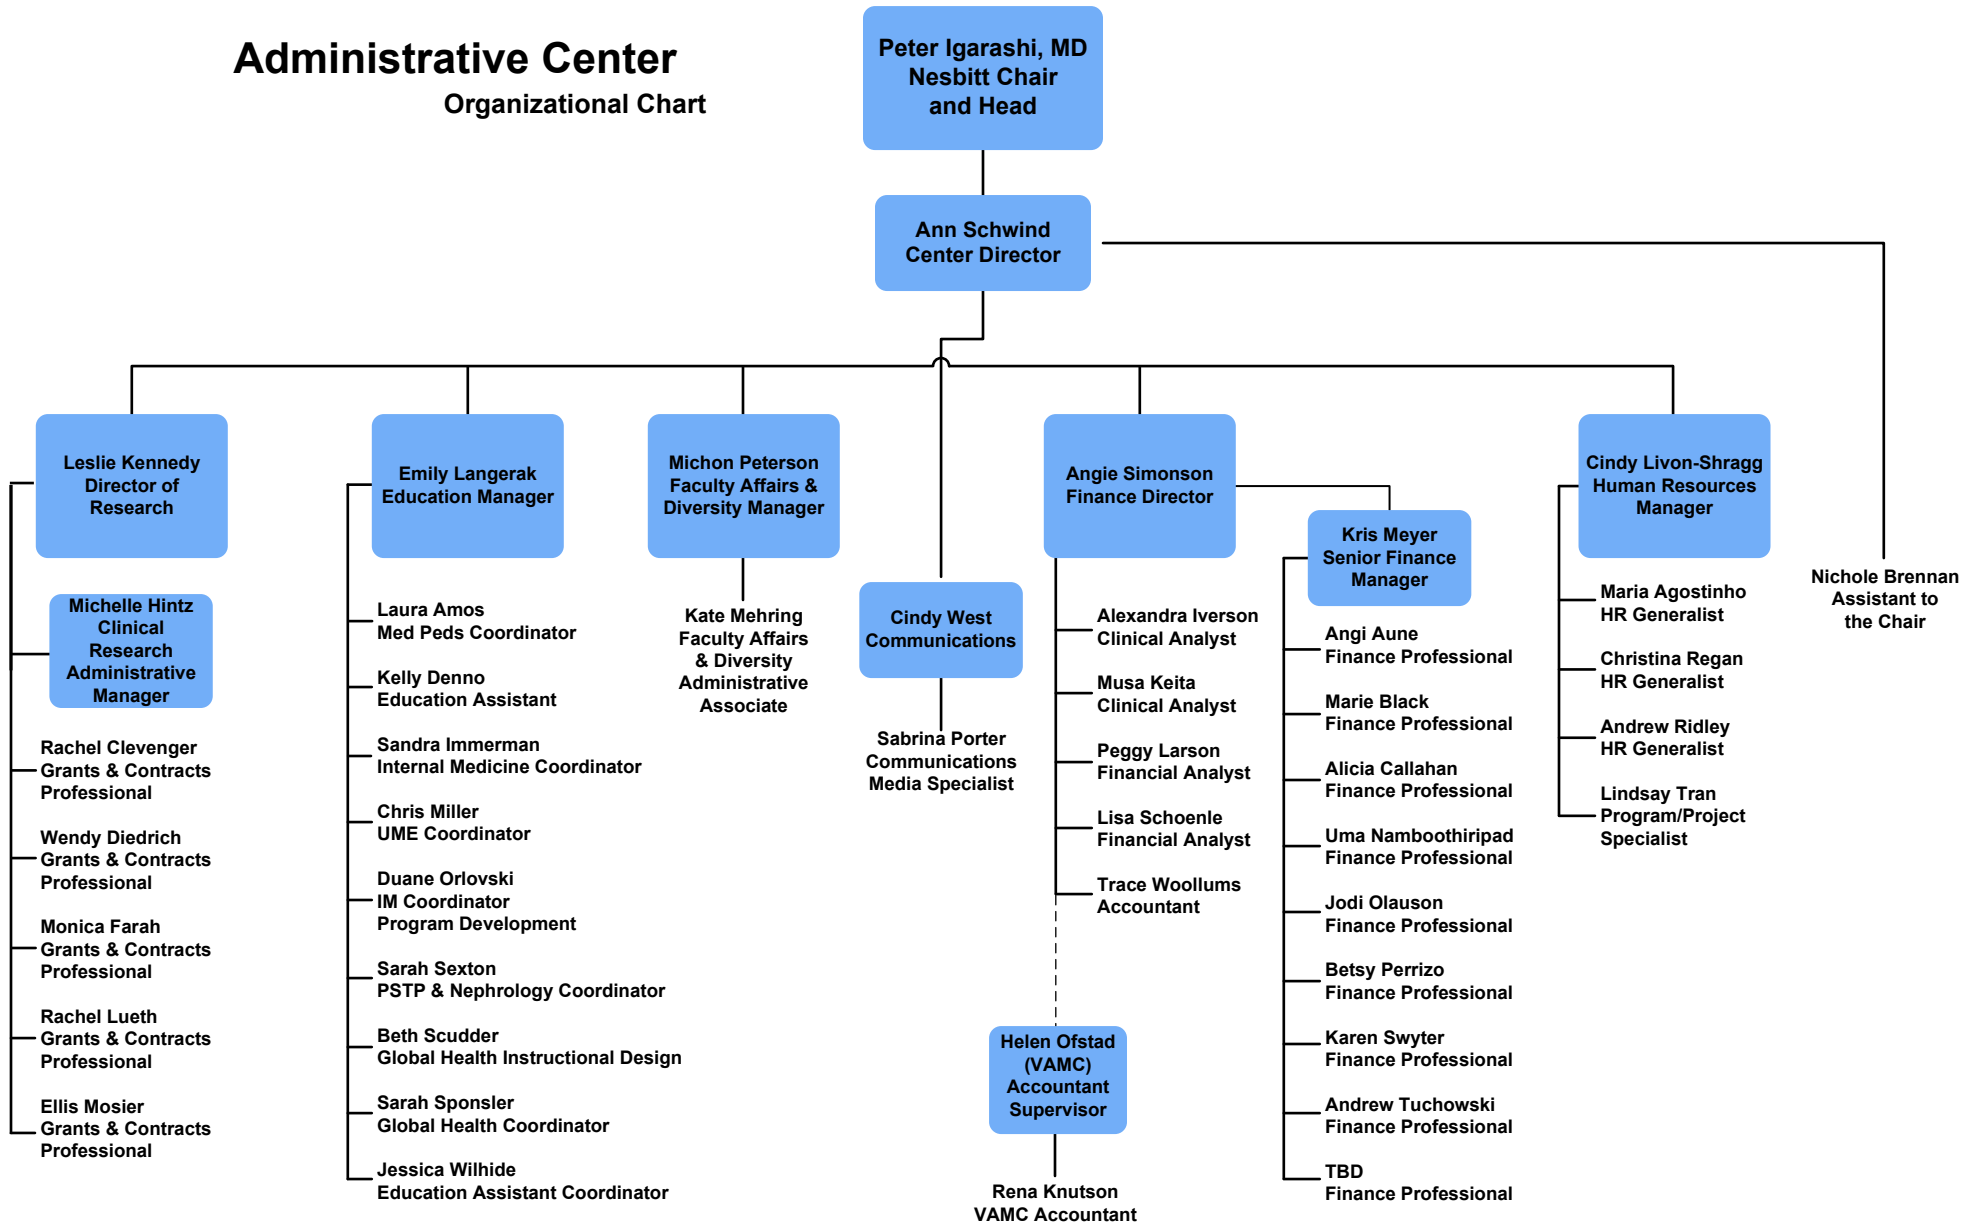 Administrative Center
Organizational Chart
Peter Igarashi, MD
Nesbitt Chair
and Head
Ann Schwind
Center Director
Leslie Kennedy
Director of
Research
Michelle Hintz
Clinical
Research
Administrative
Manager
Rachel Clevenger
Grants & Contracts
Professional
Wendy Diedrich
Grants & Contracts
Professional
Monica Farah
Grants & Contracts
Professional
Rachel Lueth
Grants & Contracts
Professional
Ellis Mosier
Grants & Contracts
Professional
Emily Langerak
Education Manager
Laura Amos
Med Peds Coordinator
Kelly Denno
Education Assistant
Sandra Immerman
Internal Medicine Coordinator
Chris Miller
UME Coordinator
Duane Orlovski
IM Coordinator
Program Development
Sarah Sexton
PSTP & Nephrology Coordinator
Beth Scudder
Global Health Instructional Design
Sarah Sponsler
Global Health Coordinator
Jessica Wilhide
Education Assistant Coordinator
Michon Peterson
Faculty Affairs &
Diversity Manager
Kate Mehring
Faculty Affairs
& Diversity
Administrative
Associate
Cindy West
Communications
Sabrina Porter
Communications
Media Specialist
Angie Simonson
Finance Director
Alexandra Iverson
Clinical Analyst
Musa Keita
Clinical Analyst
Peggy Larson
Financial Analyst
Lisa Schoenle
Financial Analyst
Trace Woollums
Accountant
Helen Ofstad
(VAMC)
Accountant
Supervisor
Rena Knutson
VAMC Accountant
Kris Meyer
Senior Finance
Manager
Angi Aune
Finance Professional
Marie Black
Finance Professional
Alicia Callahan
Finance Professional
Uma Namboothiripad
Finance Professional
Jodi Olauson
Finance Professional
Betsy Perrizo
Finance Professional
Karen Swyter
Finance Professional
Andrew Tuchowski
Finance Professional
TBD
Finance Professional
Cindy Livon-Shragg
Human Resources
Manager
Maria Agostinho
HR Generalist
Christina Regan
HR Generalist
Andrew Ridley
HR Generalist
Lindsay Tran
Program/Project
Specialist
Nichole Brennan
Assistant to
the Chair